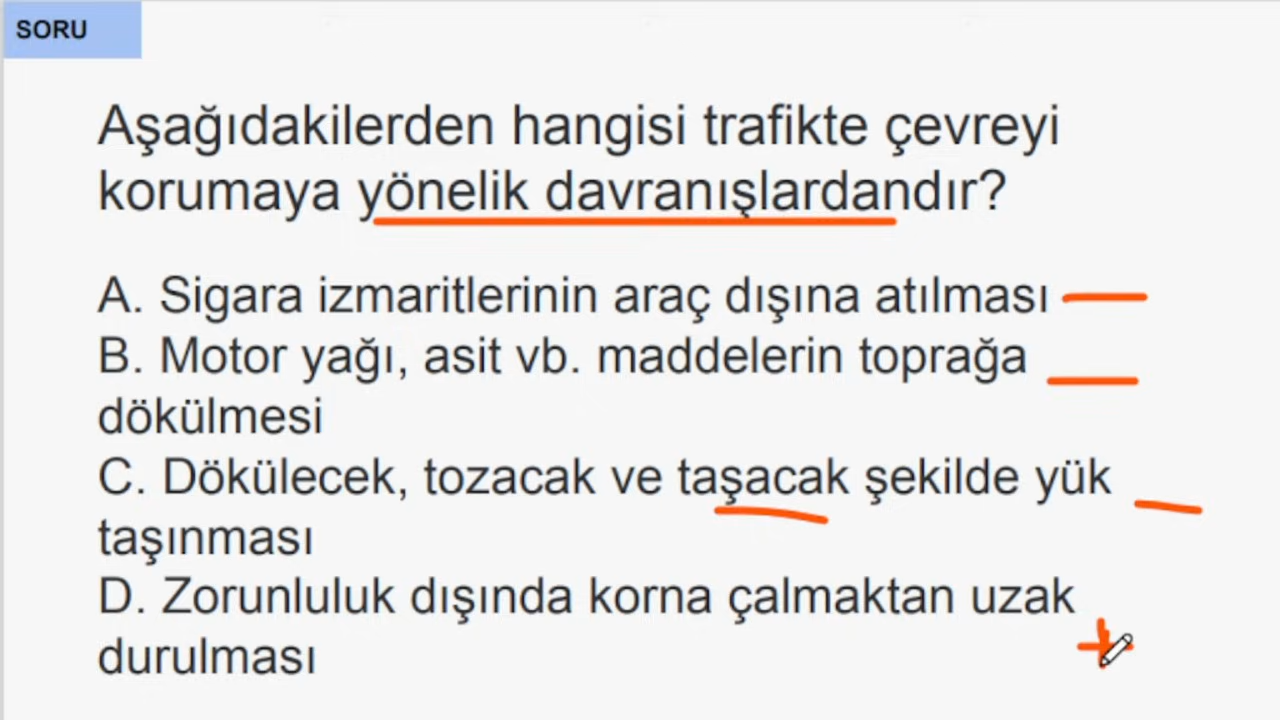 SORU
Aşağıdakilerden hangisi trafikte çevreyi
korumaya yönelik davranışlardandır?
A. Sigara izmaritlerinin araç dışına atılması
B. Motor yağı, asit vb. maddelerin toprağa
dökülmesi
C. Dökülecek, tozacak ve taşacak şekilde yük
taşınması
D. Zorunluluk dışında korna çalmaktan uzak
durulması